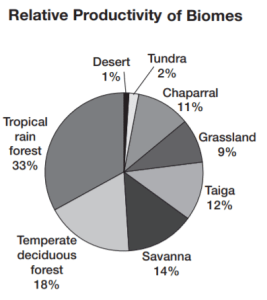 Relative Productivity of Biomes
Desert
1%
Tundra
2%
Chaparral
11%
Grassland
9%
Taiga
12%
Savanna
14%
Temperate
deciduous
forest
18%
Tropical
rain
forest
33%